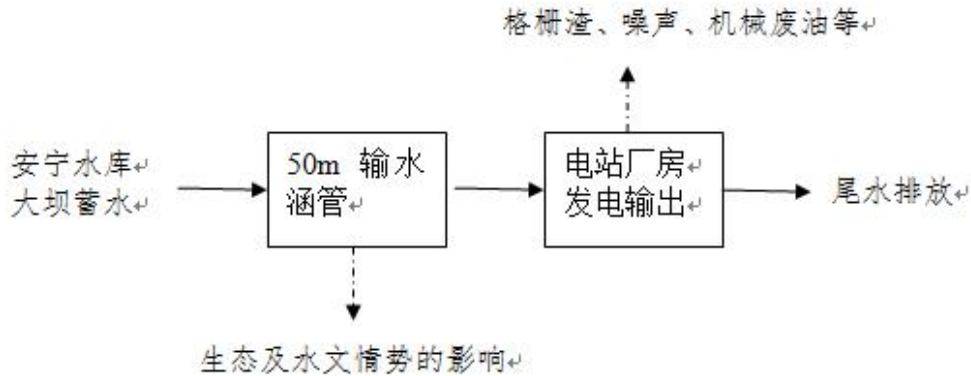 格栅渣、噪声、机械废油等
安宁水库
大坝蓄水
50m 输水
涵管
电站厂房
发电输出
尾水排放
生态及水文情势的影响